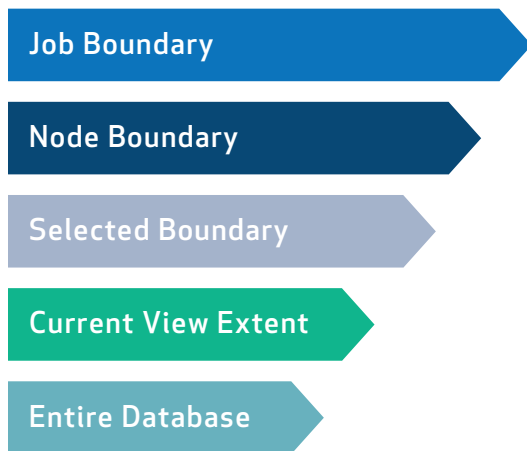 Job Boundary
Node Boundary
Selected Boundary
Current View Extent
Entire Database